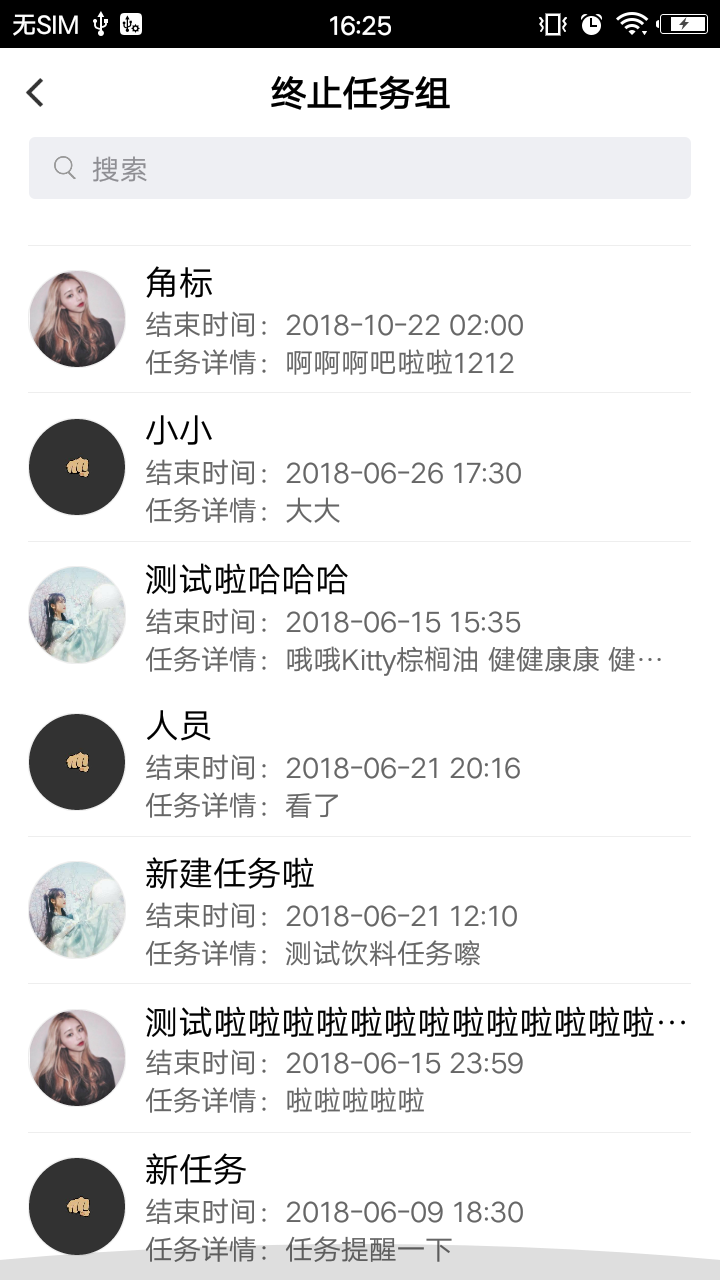 无SIM 16:25
终止任务组
搜索
角标
结束时间：2018-10-22 02:00
任务详情：啊啊啊吧啦啦1212
小小
结束时间：2018-06-26 17:30
任务详情：大大
测试啦哈哈哈
结束时间：2018-06-15 15:35
任务详情：哦哦Kitty棕榈油 健健康康 健…
人员
结束时间：2018-06-21 20:16
任务详情：看了
新建任务啦
结束时间：2018-06-21 12:10
任务详情：测试饮料任务嚓
测试啦啦啦啦啦啦啦啦啦啦啦啦啦…
结束时间：2018-06-15 23:59
任务详情：啦啦啦啦啦
新任务
结束时间：2018-06-09 18:30
任务详情：任务提醒一下